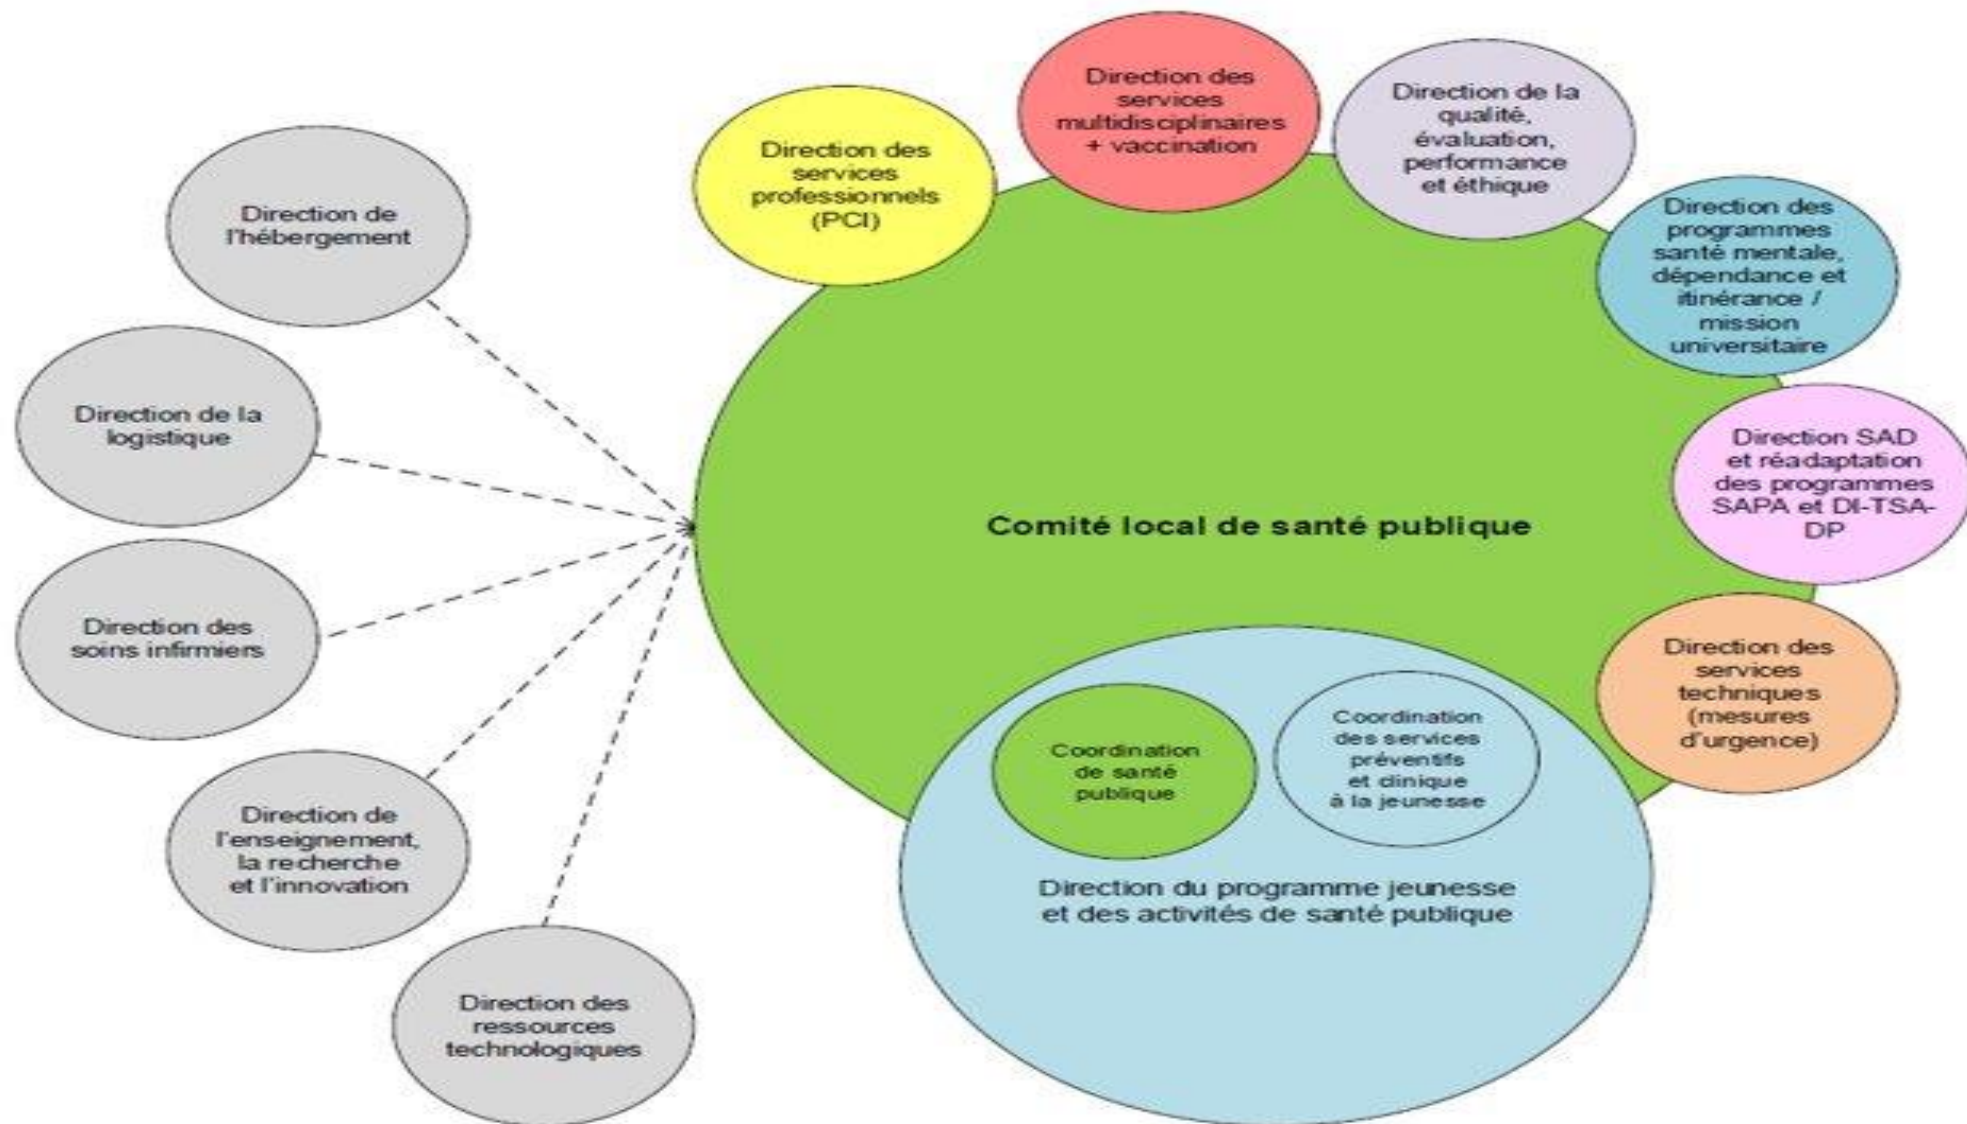 Direction de
l'hébergement
Direction de la
logistique
Direction des
soins infirmiers
Direction de
l'enseignement,
la recherche
et l'innovation
Direction des
ressources
technologiques
Direction des
services
professionnels
(PCI)
Direction des
services
multidisciplinaires
+ vaccination
Direction de la
qualité,
évaluation,
performance
et éthique
Direction des
programmes
santé mentale,
dépendance et
itinérance /
mission
universitaire
Direction SAD
et réadaptation
des programmes
SAPA et DI-TSA-
DP
Direction des
services
techniques
(mesures
d'urgence)
Comité local de santé publique
Coordination
de santé
publique
Coordination
des services
préventifs
et clinique
à la jeunesse
Direction du programme jeunesse
et des activités de santé publique